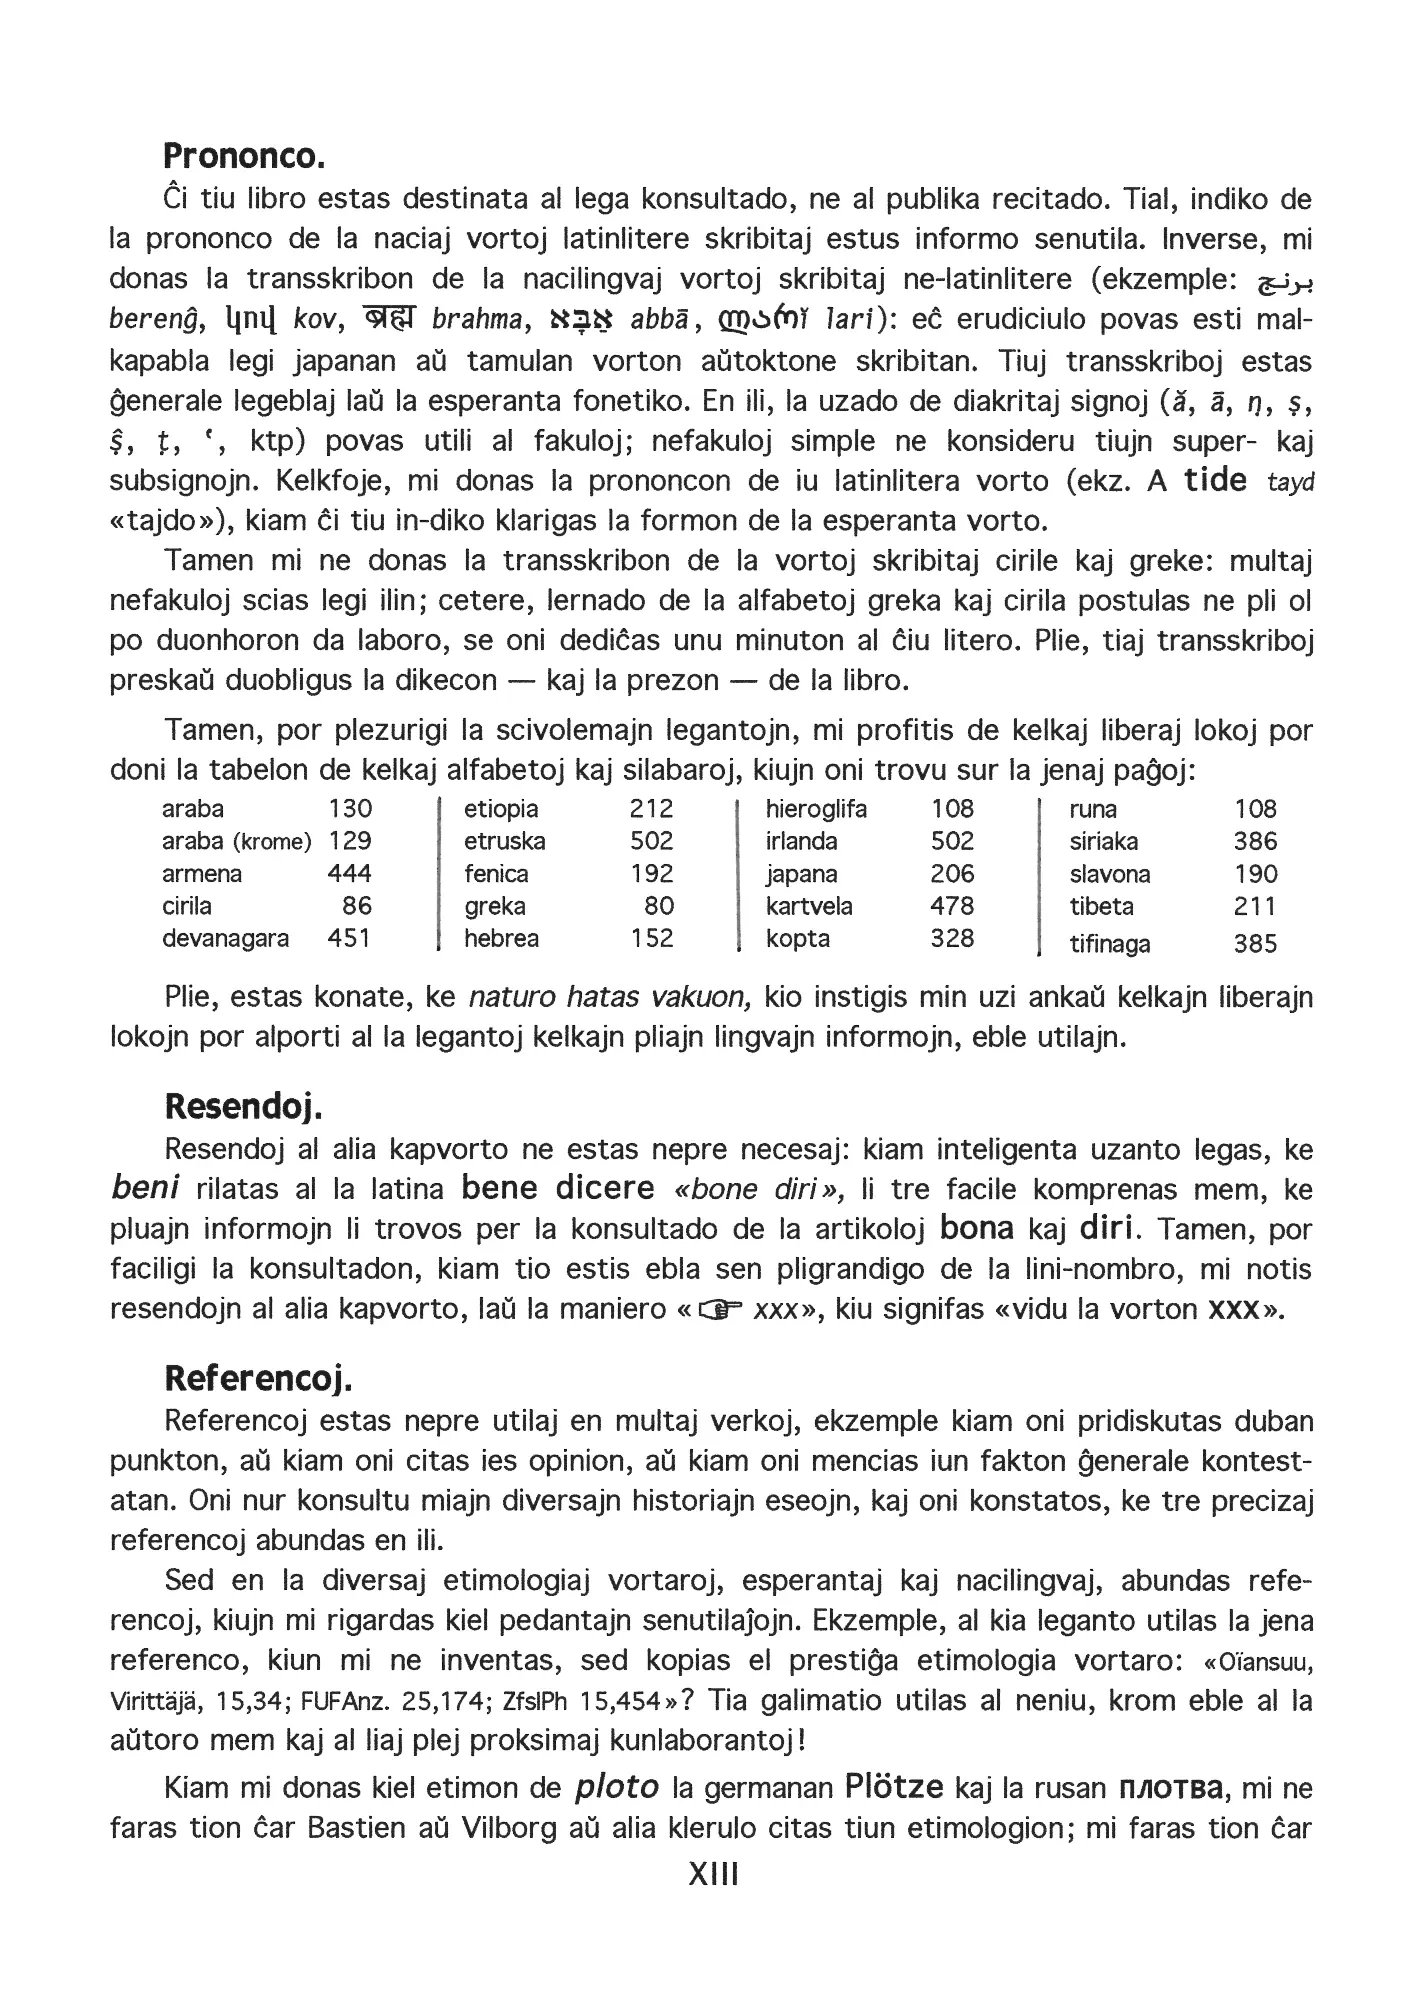 Prononco.
Ĉi tiu libro estas destinata al lega konsultado, ne al publika recitado. Tial, indiko de
la prononco de la naciaj vortoj latinlitere skribitaj estus informo senutila. Inverse, mi
donas la transskribon de la nacilingvaj vortoj skribitaj ne-latinlitere (ekzemple: برنج
berenĝ, կով kov, ब्रह्म brahma, אַבָּא abbā, ლარი lari): eĉ erudiciulo povas esti mal-
kapabla legi japanan aŭ tamulan vorton aŭtoktone skribitan. Tiuj transskriboj estas
ĝenerale legeblaj laŭ la esperanta fonetiko. En ili, la uzado de diakritaj signoj (ă, ā, ŋ, ş,
ŝ, ţ, ‘, ktp) povas utili al fakuloj; nefakuloj simple ne konsideru tiujn super- kaj
subsignojn. Kelkfoje, mi donas la prononcon de iu latinlitera vorto (ekz. A tide tayd
«tajdo»), kiam ĉi tiu in-diko klarigas la formon de la esperanta vorto.
Tamen mi ne donas la transskribon de la vortoj skribitaj cirile kaj greke: multaj
nefakuloj scias legi ilin; cetere, lernado de la alfabetoj greka kaj cirila postulas ne pli ol
po duonhoron da laboro, se oni dediĉas unu minuton al ĉiu litero. Plie, tiaj transskriboj
preskaŭ duobligus la dikecon — kaj la prezon — de la libro.
Tamen, por plezurigi la scivolemajn legantojn, mi profitis de kelkaj liberaj lokoj por
doni la tabelon de kelkaj alfabetoj kaj silabaroj, kiujn oni trovu sur la jenaj paĝoj:
araba 130 etiopia 212 hieroglifa 108 runa 108
araba (krome) 129 etruska 502 irlanda 502 siriaka 386
armena 444 fenica 192 japana 206 slavona 190
cirila 86 greka 80 kartvela 478 tibeta 211
devanagara 451 hebrea 152 kopta 328 tifinaga 385
Plie, estas konate, ke naturo hatas vakuon, kio instigis min uzi ankaŭ kelkajn liberajn
lokojn por alporti al la legantoj kelkajn pliajn lingvajn informojn, eble utilajn.
Resendoj.
Resendoj al alia kapvorto ne estas nepre necesaj: kiam inteligenta uzanto legas, ke
beni rilatas al la latina bene dicere «bone diri», li tre facile komprenas mem, ke
pluajn informojn li trovos per la konsultado de la artikoloj bona kaj diri. Tamen, por
faciligi la konsultadon, kiam tio estis ebla sen pligrandigo de la lini-nombro, mi notis
resendojn al alia kapvorto, laŭ la maniero «☞ xxx», kiu signifas «vidu la vorton xxx».
Referencoj.
Referencoj estas nepre utilaj en multaj verkoj, ekzemple kiam oni pridiskutas duban
punkton, aŭ kiam oni citas ies opinion, aŭ kiam oni mencias iun fakton ĝenerale kontest-
atan. Oni nur konsultu miajn diversajn historiajn eseojn, kaj oni konstatos, ke tre precizaj
referencoj abundas en ili.
Sed en la diversaj etimologiaj vortaroj, esperantaj kaj nacilingvaj, abundas refe-
rencoj, kiujn mi rigardas kiel pedantajn senutilaĵojn. Ekzemple, al kia leganto utilas la jena
referenco, kiun mi ne inventas, sed kopias el prestiĝa etimologia vortaro: «Oïansuu,
Virittäjä, 15,34; FUFAnz. 25,174; ZfslPh 15,454»? Tia galimatio utilas al neniu, krom eble al la
aŭtoro mem kaj al liaj plej proksimaj kunlaborantoj!
Kiam mi donas kiel etimon de ploto la germanan Plötze kaj la rusan плотва, mi ne
faras tion ĉar Bastien aŭ Vilborg aŭ alia klerulo citas tiun etimologion; mi faras tion ĉar
XIII